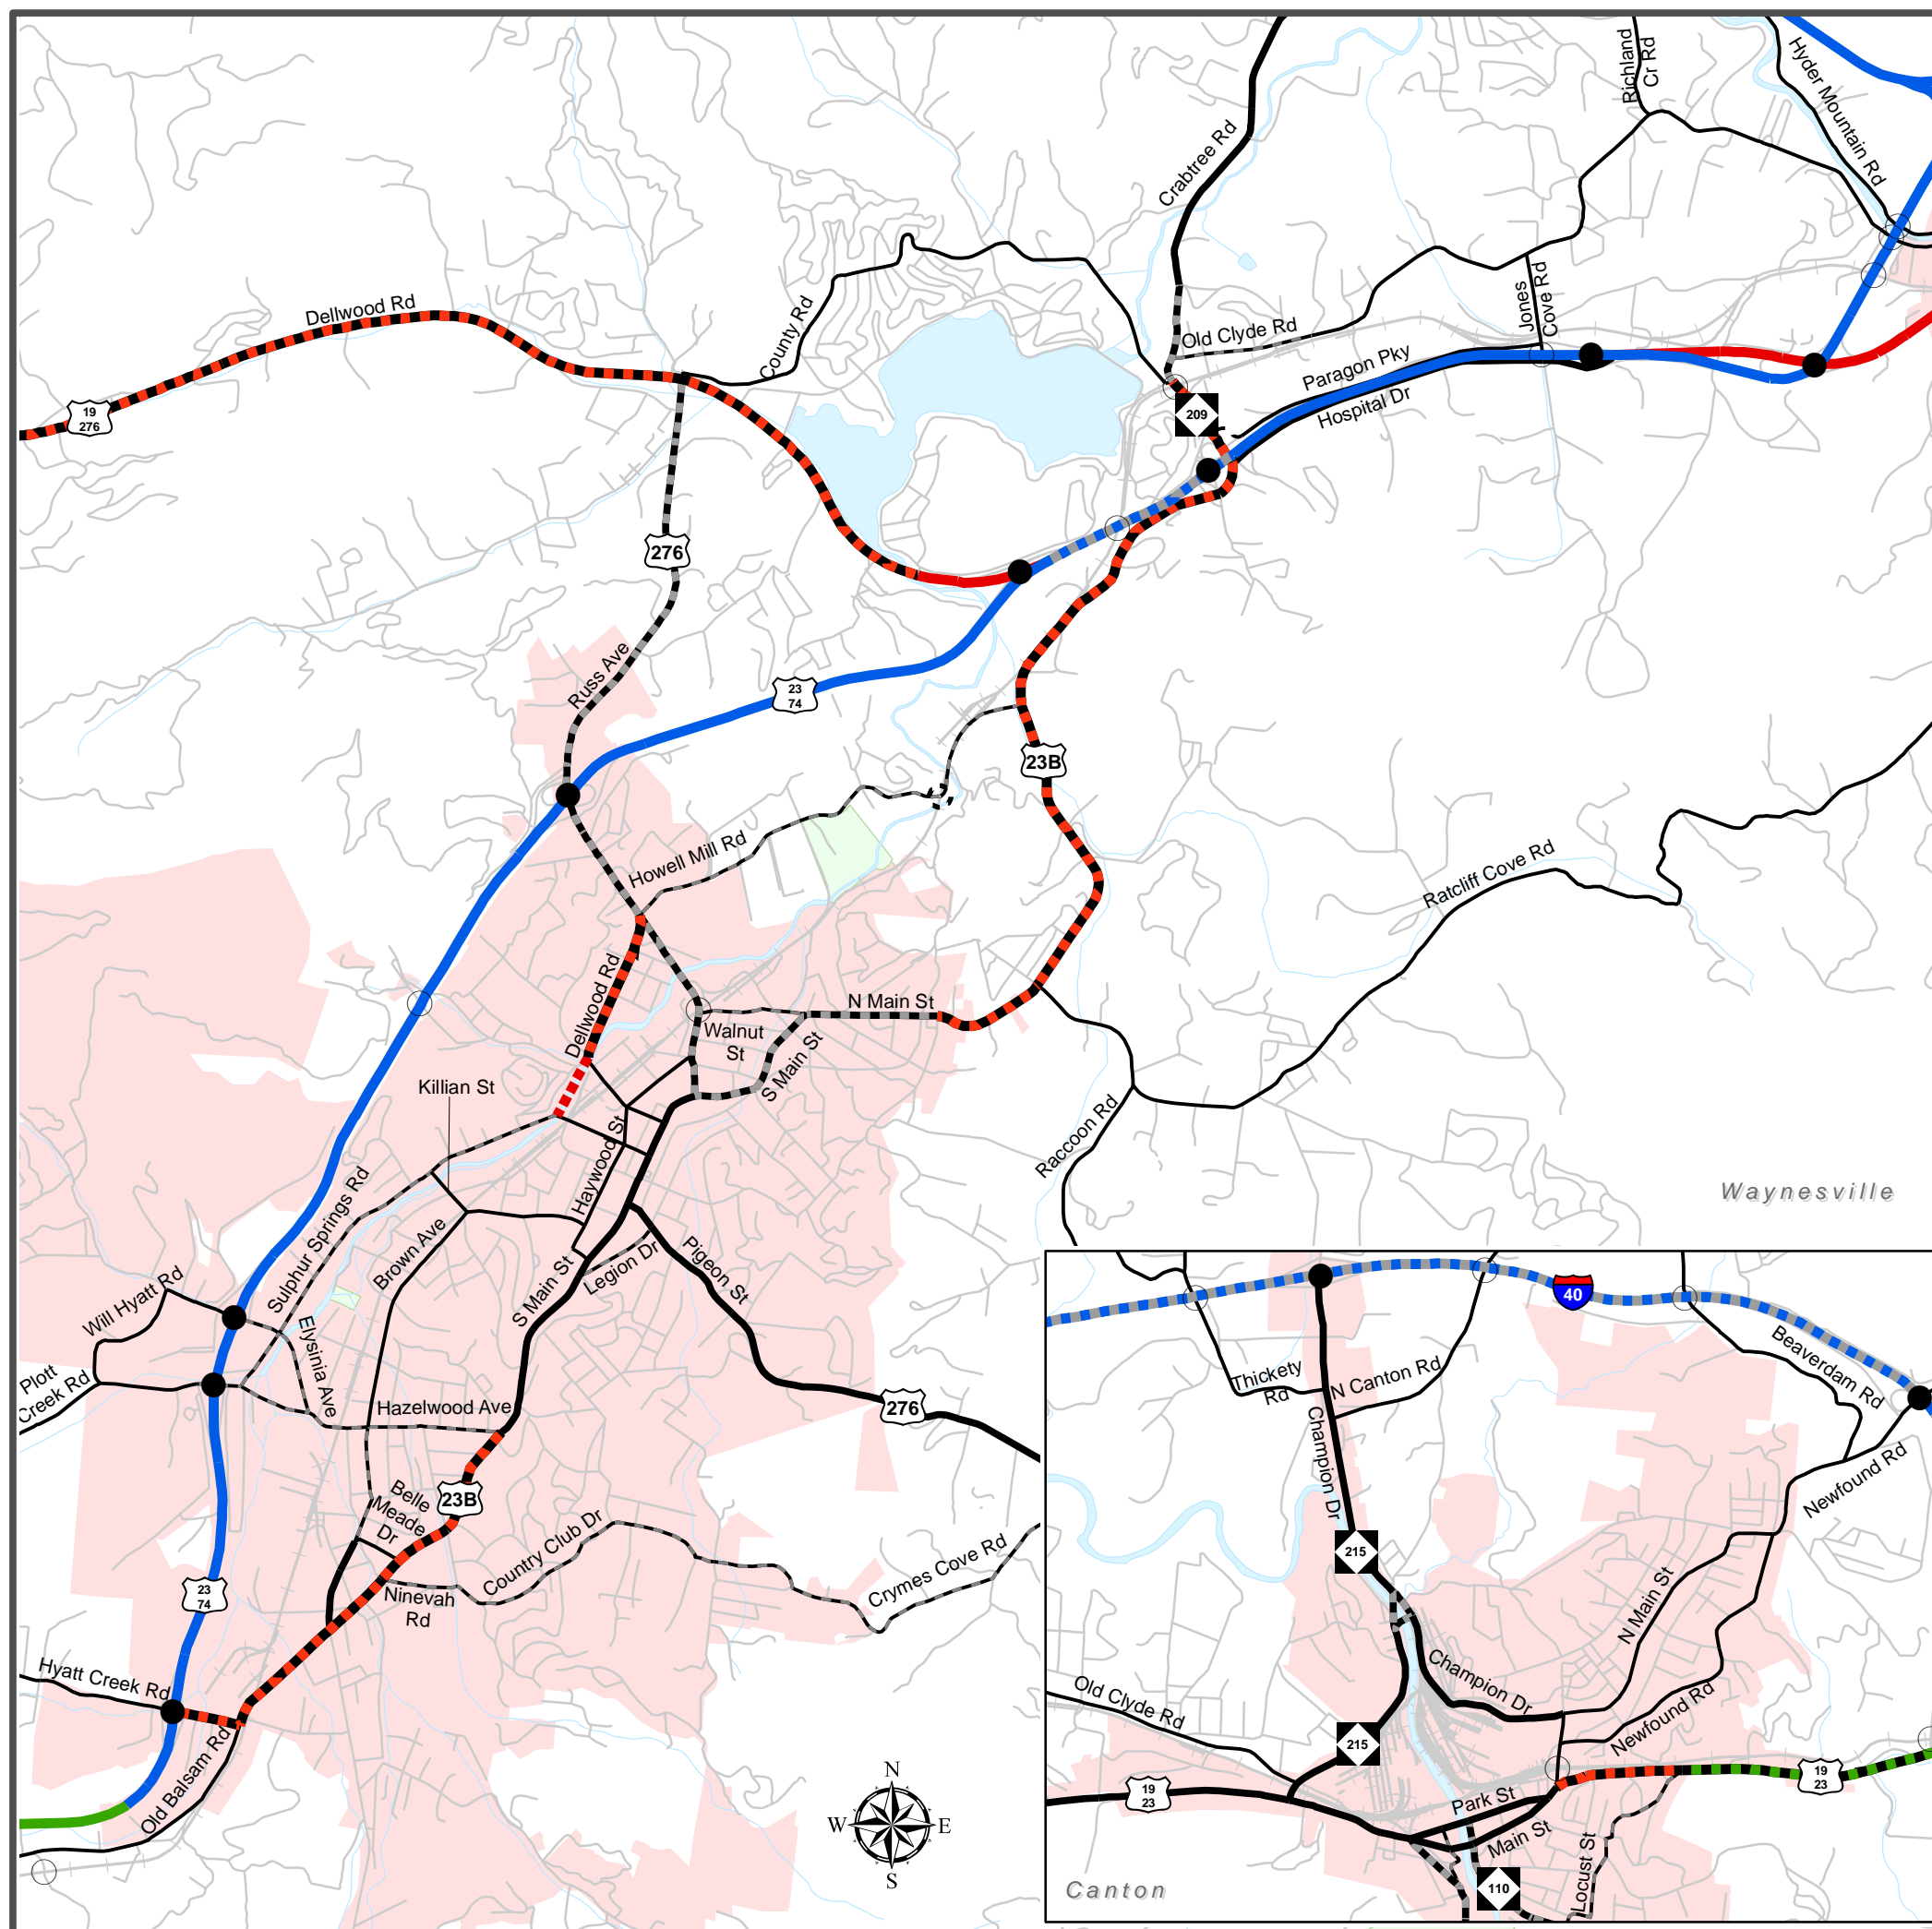 Richland
Cr Rd
Hyder Mountain Rd
Crabtree Rd
Dellwood Rd
19
276
County Rd
Old Clyde Rd
Jones
Cove Rd
Paragon Pky
Hospital Dr
209
276
Russ Ave
23
74
23B
Howell Mill Rd
Ratcliff Cove Rd
Dellwood Rd
N Main St
Walnut
St
S Main St
Killian St
Raccoon Rd
Haywood St
Sulphur Springs Rd
Brown Ave
Legion Dr
Pigeon St
S Main St
Will Hyatt Rd
Plott
Creek Rd
Elysinia Ave
Hazelwood Ave
276
Belle
Meade
Dr
23B
Country Club Dr
Crymes Cove Rd
Ninevah
Rd
23
74
Hyatt Creek Rd
Old Balsam Rd
N
W
E
S
Waynesville
40
Beaverdam Rd
Thickety
Rd
N Canton Rd
Champion Dr
Newfound Rd
215
N Main St
Champion Dr
Old Clyde Rd
Newfound Rd
215
19
23
19
23
Park St
Main St
Locust St
110
Canton